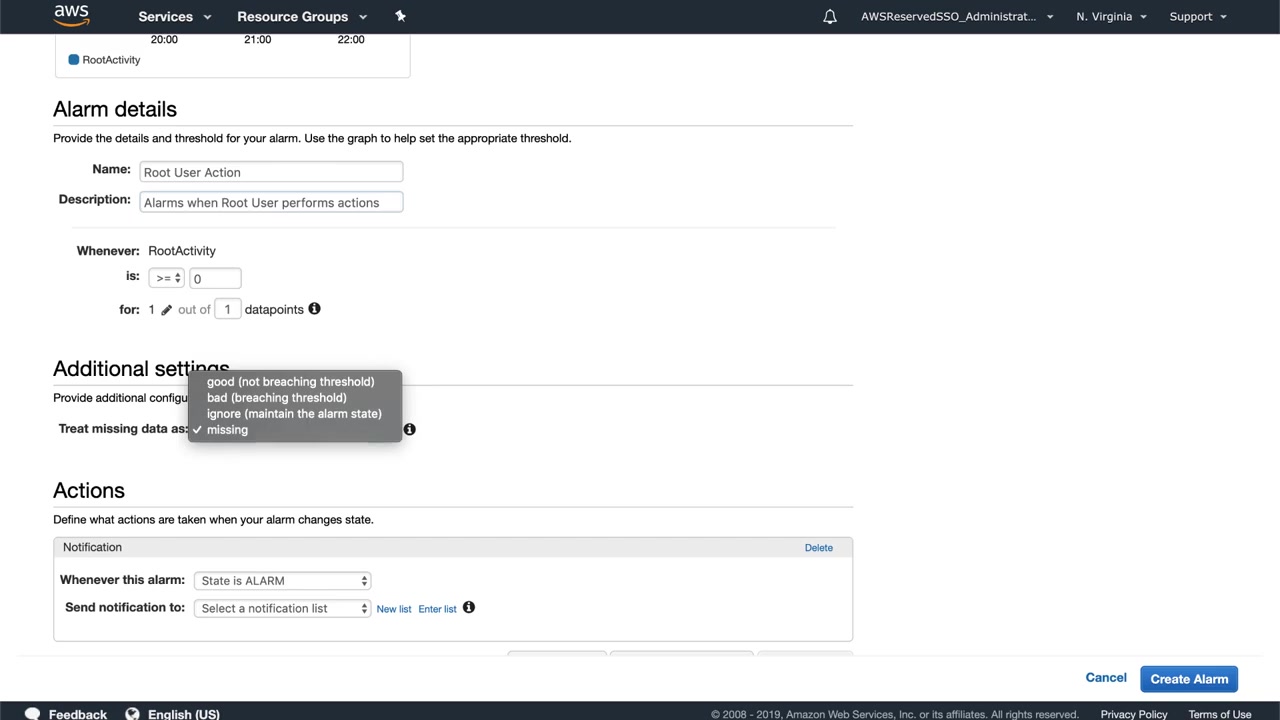 aws Services Resource Groups AWSReservedSSO_Administrat... N. Virginia Support
20:00 21:00 22:00
RootActivity
Alarm details
Provide the details and threshold for your alarm. Use the graph to help set the appropriate threshold.
Name: Root User Action
Description: Alarms when Root User performs actions
Whenever: RootActivity
is: >= 0
for: 1 out of 1 datapoints
Additional settings
good (not breaching threshold)
Provide additional configu
bad (breaching threshold)
ignore (maintain the alarm state)
Treat missing data as: ✓ missing
Actions
Define what actions are taken when your alarm changes state.
Notification Delete
Whenever this alarm: State is ALARM
Send notification to: Select a notification list New list Enter list
Cancel Create Alarm
Feedback English (US) © 2008 - 2019, Amazon Web Services, Inc. or its affiliates. All rights reserved. Privacy Policy Terms of Use